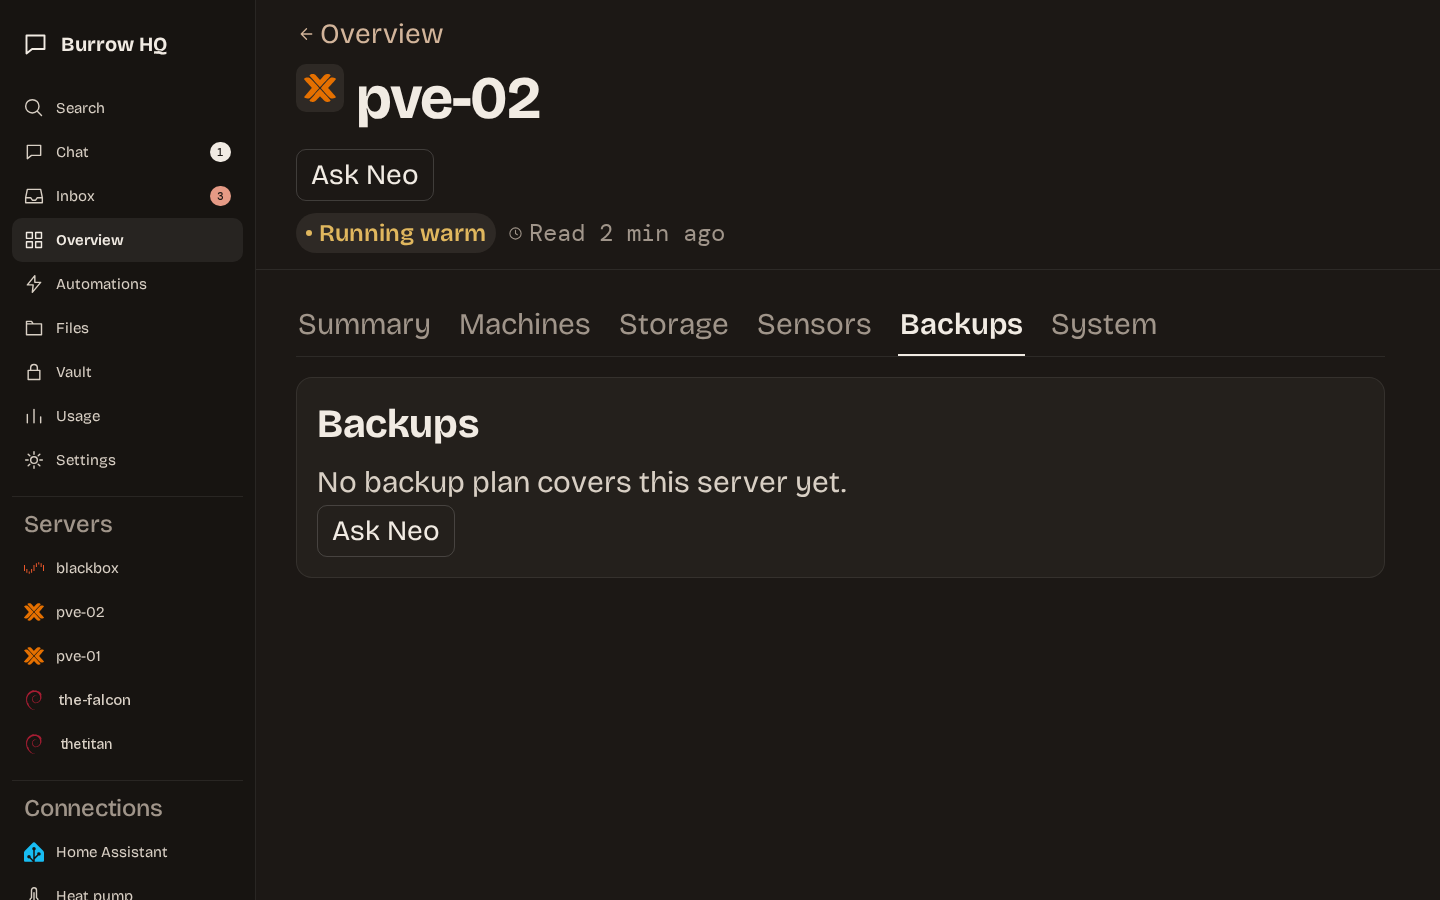 Burrow HQ
Search
Chat 1
Inbox 3
Overview
Automations
Files
Vault
Usage
Settings
Servers
blackbox
pve-02
pve-01
the-falcon
thetitan
Connections
Home Assistant
Heat pump
← Overview
pve-02
Ask Neo
• Running warm Read 2 min ago
Summary Machines Storage Sensors Backups System
Backups
No backup plan covers this server yet.
Ask Neo